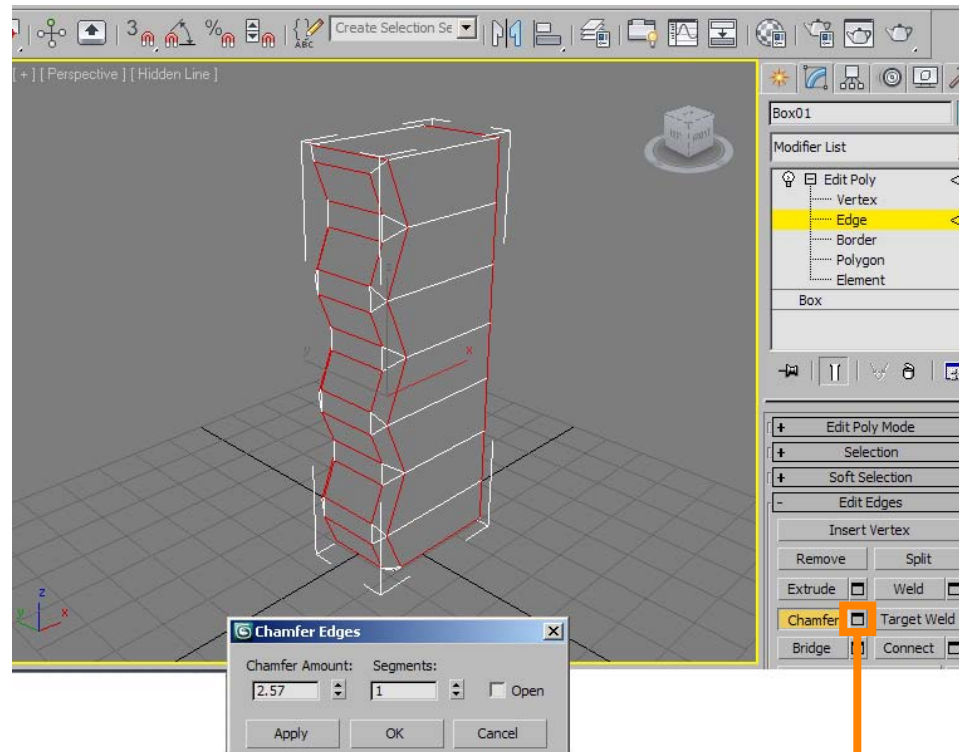 3
%
{}
ABC
Create Selection Se
[ + ] [ Perspective ] [ Hidden Line ]
Box01
Modifier List
Edit Poly
Vertex
Edge
Border
Polygon
Element
Box
+ Edit Poly Mode
+ Selection
+ Soft Selection
- Edit Edges
Insert Vertex
Remove Split
Extrude Weld
Chamfer Target Weld
Bridge Connect
z
y x
z
y x
Chamfer Edges
Chamfer Amount: Segments:
2.57 1 Open
Apply OK Cancel